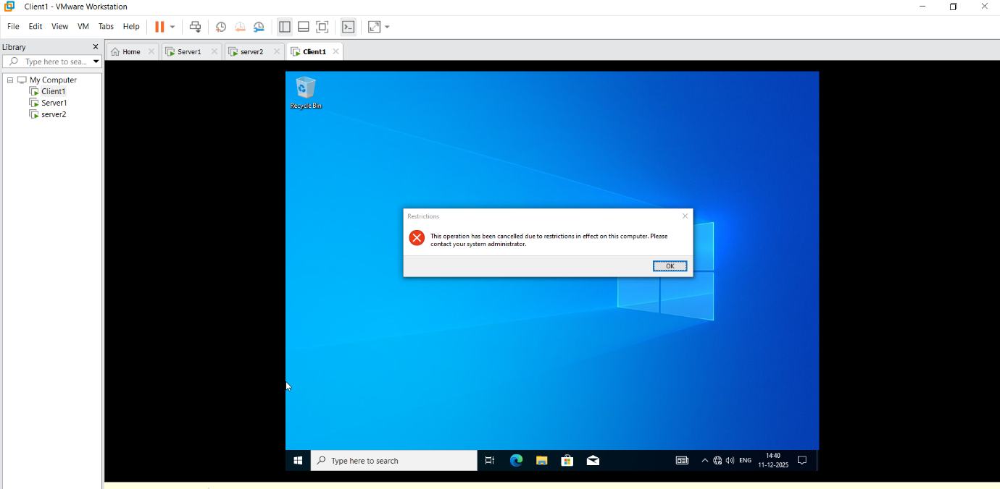 Client1 - VMware Workstation
File Edit View VM Tabs Help
Library
Type here to sea...
Home
Server1
server2
Client1
My Computer
Client1
Server1
server2
Recycle Bin
Restrictions
This operation has been cancelled due to restrictions in effect on this computer. Please
contact your system administrator.
OK
Type here to search
ENG
14:40
11-12-2025